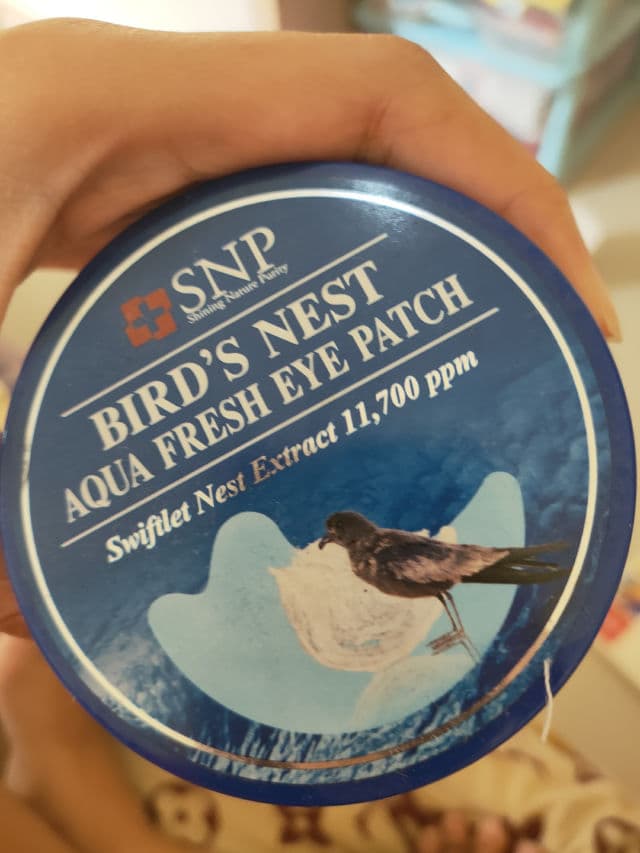 SNP
Shining Nature Purity
BIRD'S NEST
AQUA FRESH EYE PATCH
Swiftlet Nest Extract 11,700 ppm